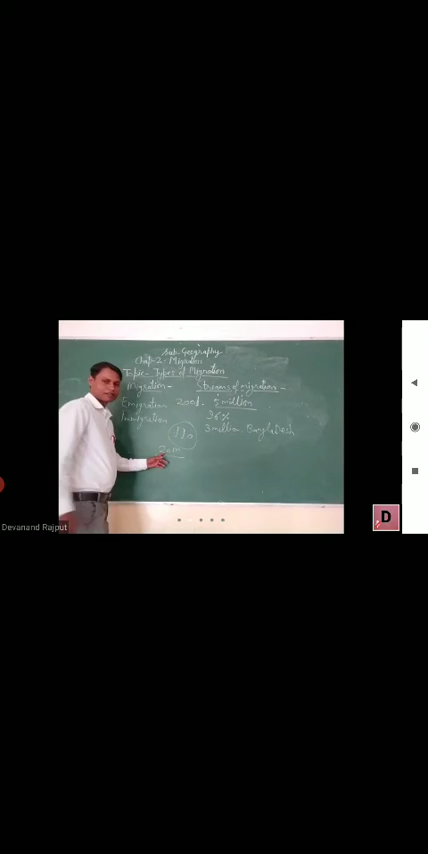 Sub-Geography
Chap-2 Migration
Topic- Types of Migration
Migration- Streams of migration-
Emigration 2001- 5 million
Immigration 36%
3 million. Bangladesh
Devanand Rajput
D